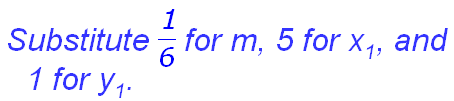 Substitute 1/6 for m, 5 for x₁, and
1 for y₁.